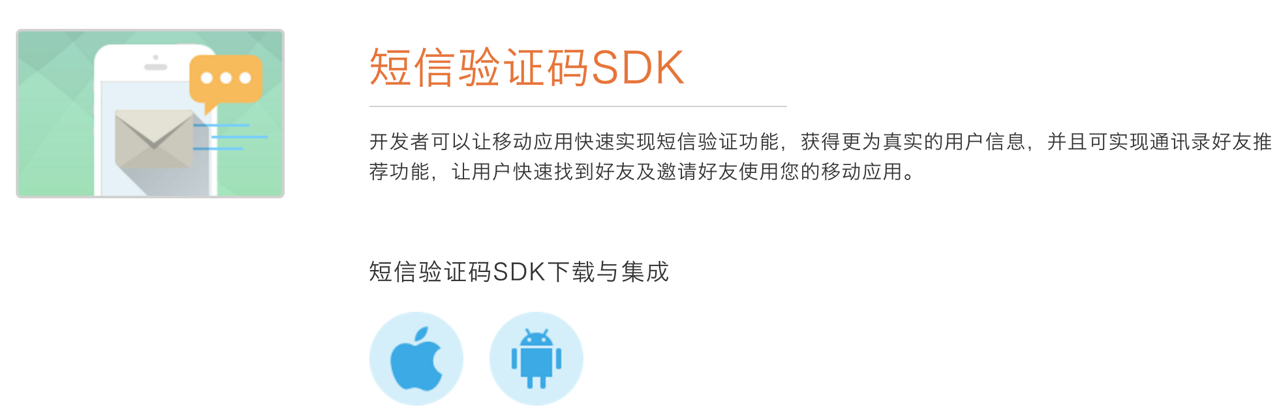 短信验证码SDK
开发者可以让移动应用快速实现短信验证功能，获得更为真实的用户信息，并且可实现通讯录好友推
荐功能，让用户快速找到好友及邀请好友使用您的移动应用。
短信验证码SDK下载与集成